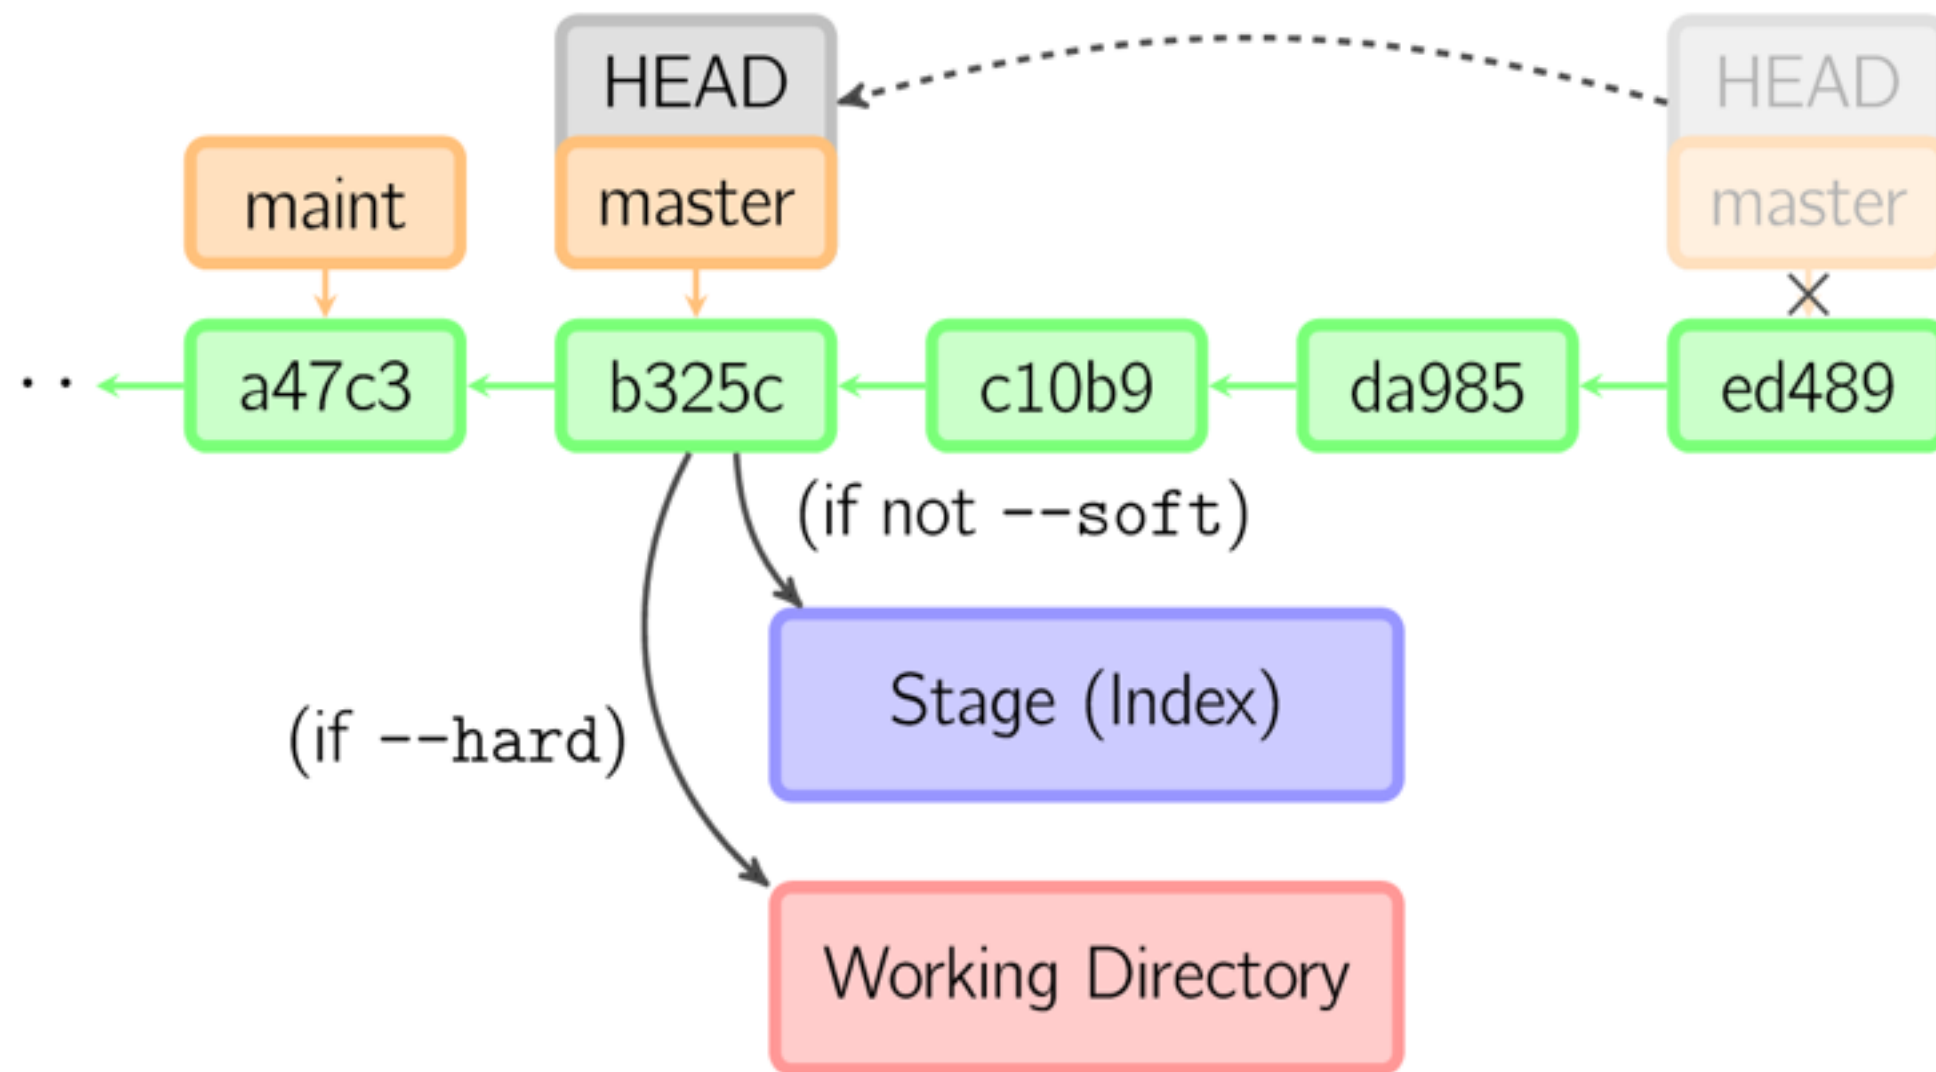 HEAD HEAD
maint master master
·· a47c3 b325c c10b9 da985 ed489
(if not --soft)
Stage (Index)
(if --hard)
Working Directory